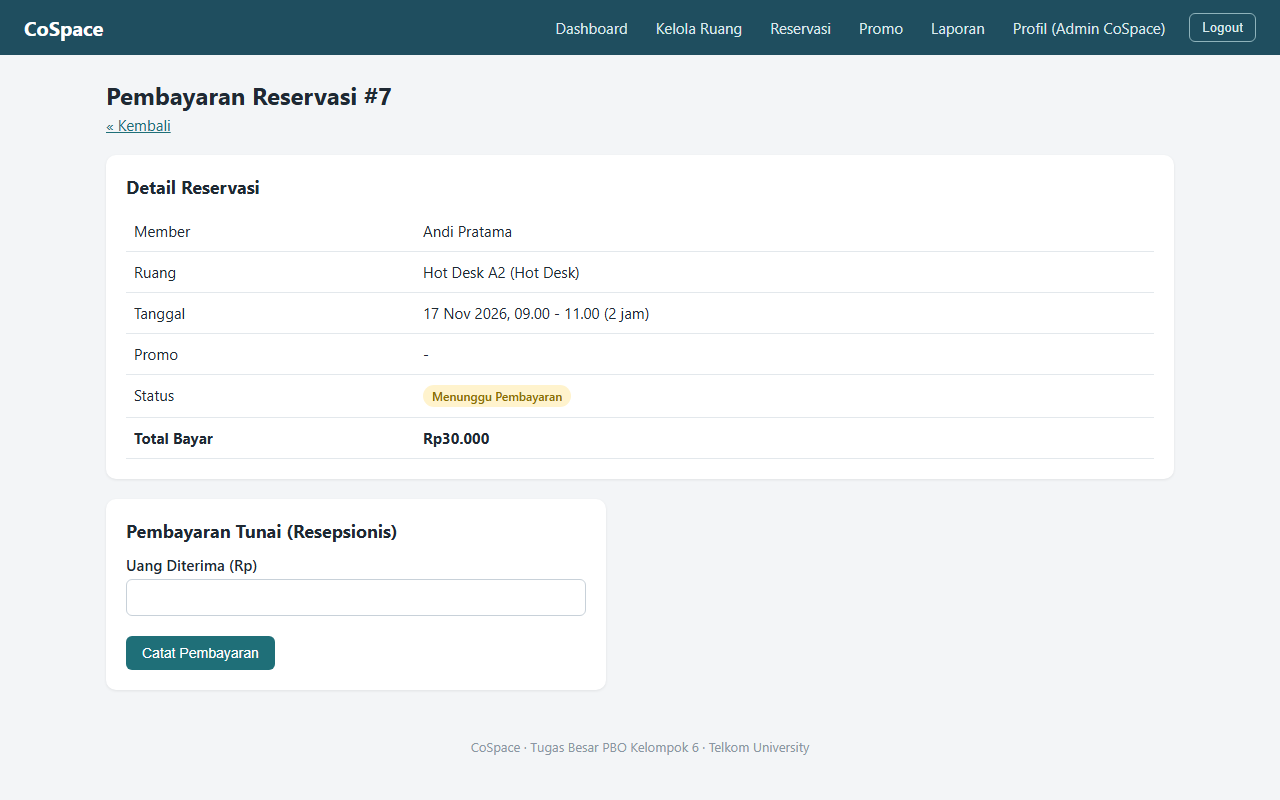 CoSpace
Dashboard Kelola Ruang Reservasi Promo Laporan Profil (Admin CoSpace) Logout
Pembayaran Reservasi #7
« Kembali
Detail Reservasi
Member Andi Pratama
Ruang Hot Desk A2 (Hot Desk)
Tanggal 17 Nov 2026, 09.00 - 11.00 (2 jam)
Promo -
Status Menunggu Pembayaran
Total Bayar Rp30.000
Pembayaran Tunai (Resepsionis)
Uang Diterima (Rp)
Catat Pembayaran
CoSpace · Tugas Besar PBO Kelompok 6 · Telkom University